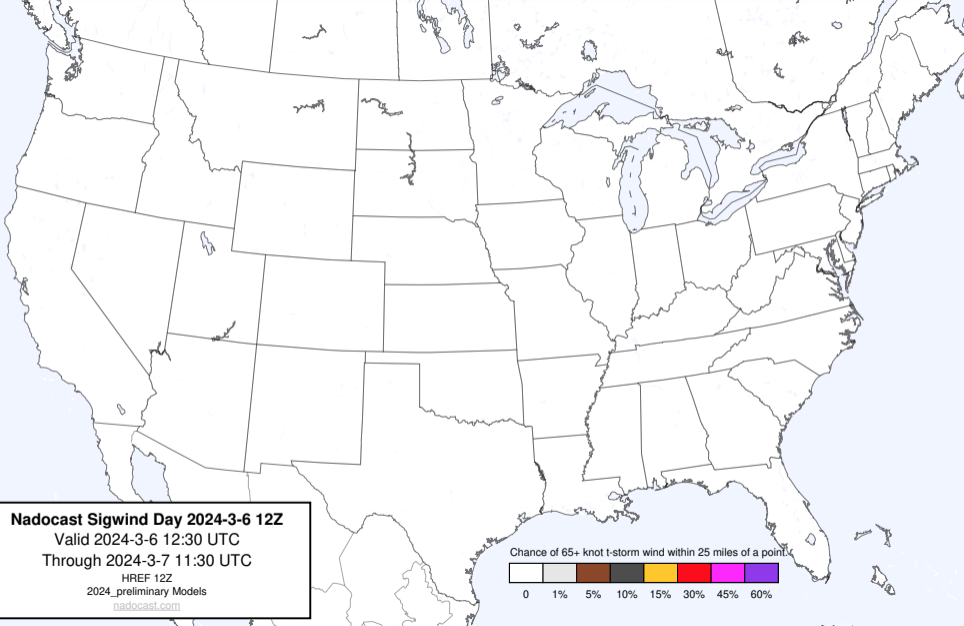 Nadocast Sigwind Day 2024-3-6 12Z
Valid 2024-3-6 12:30 UTC
Through 2024-3-7 11:30 UTC
HREF 12Z
2024_preliminary Models
nadocast.com
Chance of 65+ knot t-storm wind within 25 miles of a point.
0 1% 5% 10% 15% 30% 45% 60%